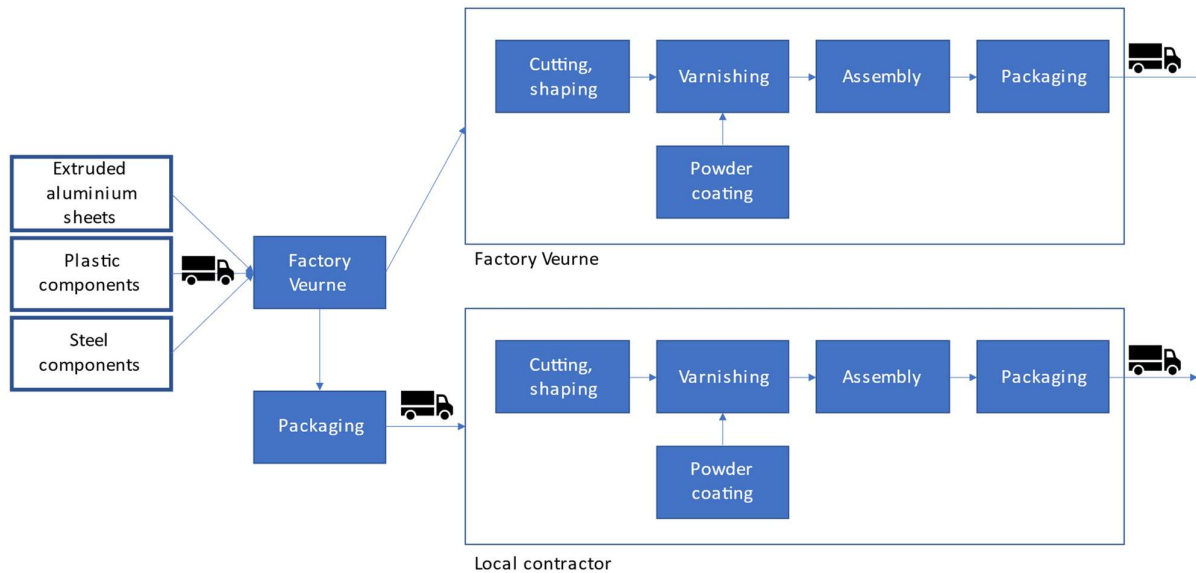 Cutting,
shaping
Varnishing
Assembly
Packaging
Powder
coating
Factory Veurne
Extruded
aluminium
sheets
Plastic
components
Steel
components
Factory
Veurne
Packaging
Cutting,
shaping
Varnishing
Assembly
Packaging
Powder
coating
Local contractor